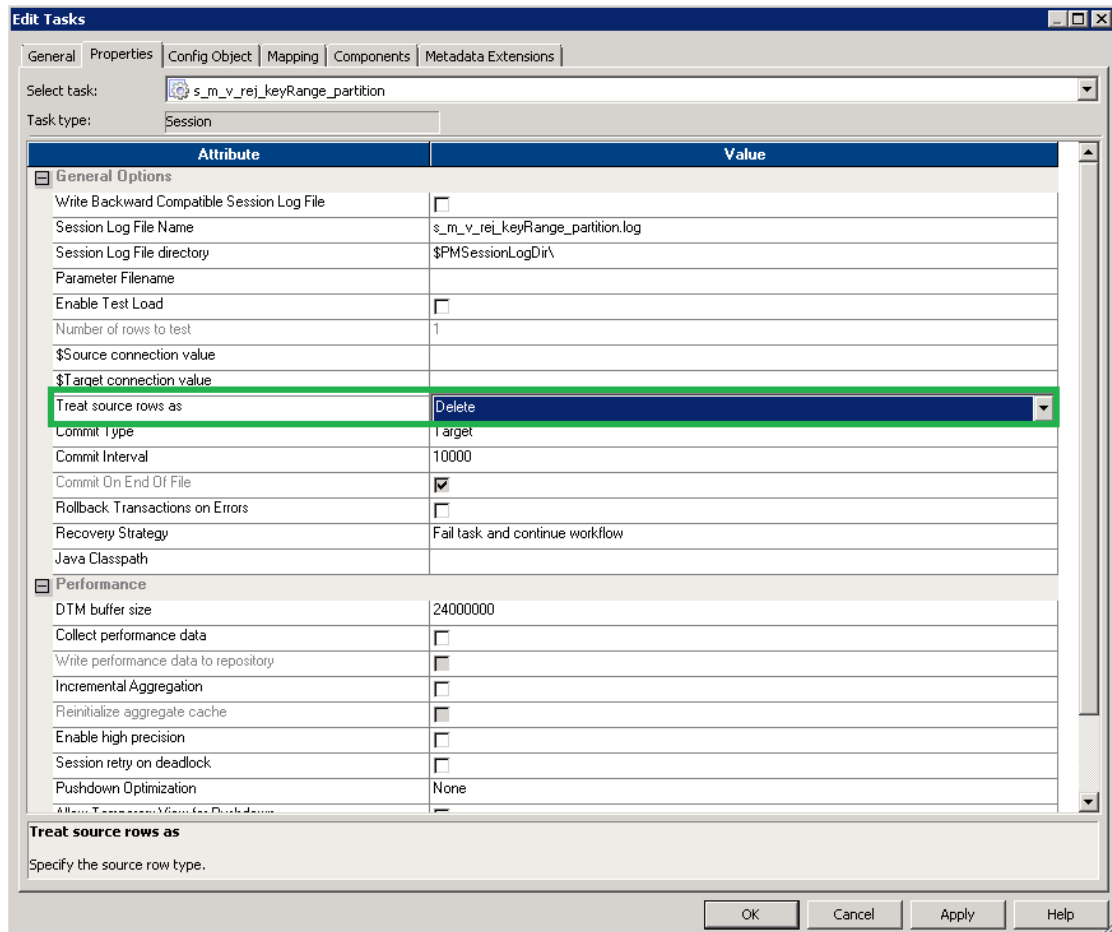 Edit Tasks
General Properties Config Object Mapping Components Metadata Extensions
Select task: s_m_v_rej_keyRange_partition
Task type: Session
Attribute Value
General Options
Write Backward Compatible Session Log File
Session Log File Name s_m_v_rej_keyRange_partition.log
Session Log File directory $PMSessionLogDir\
Parameter Filename
Enable Test Load
Number of rows to test 1
$Source connection value
$Target connection value
Treat source rows as Delete
Commit Type Target
Commit Interval 10000
Commit On End Of File
Rollback Transactions on Errors
Recovery Strategy Fail task and continue workflow
Java Classpath
Performance
DTM buffer size 24000000
Collect performance data
Write performance data to repository
Incremental Aggregation
Reinitialize aggregate cache
Enable high precision
Session retry on deadlock
Pushdown Optimization None
Allow Temporary View for Pushdown
Treat source rows as
Specify the source row type.
OK Cancel Apply Help